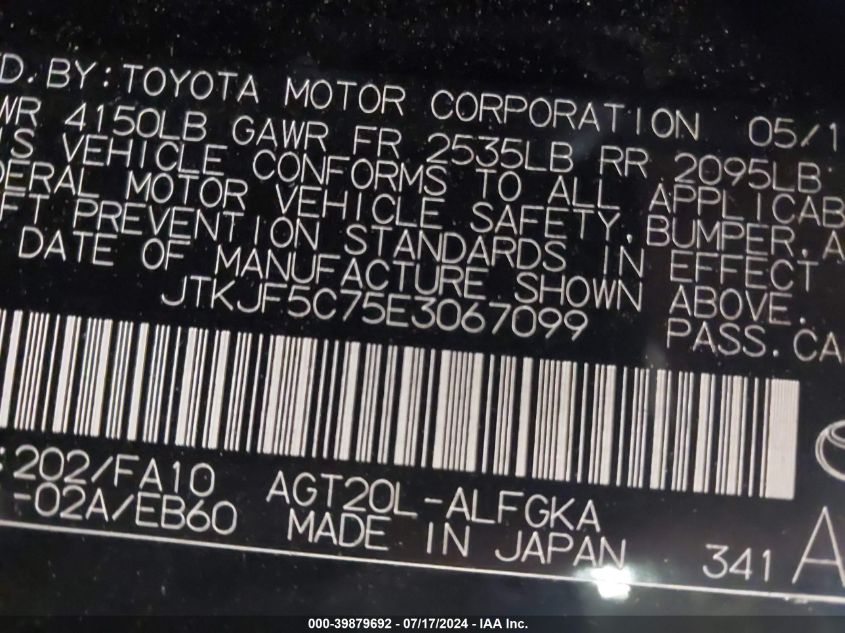 D. BY: TOYOTA MOTOR CORPORATION 05/1
WR 4150LB GAWR FR 2535LB RR 2095LB
IS VEHICLE CONFORMS TO ALL APPLICAB
DERAL MOTOR VEHICLE SAFETY, BUMPER, A
FT PREVENTION STANDARDS IN EFFECT
DATE OF MANUFACTURE SHOWN ABOVE.
JTKJF5C75E3067099 PASS. CA
:202/FA10 AGT20L-ALFGKA
-02A/EB60 MADE IN JAPAN 341 A
000-39879692 - 07/17/2024 - IAA Inc.